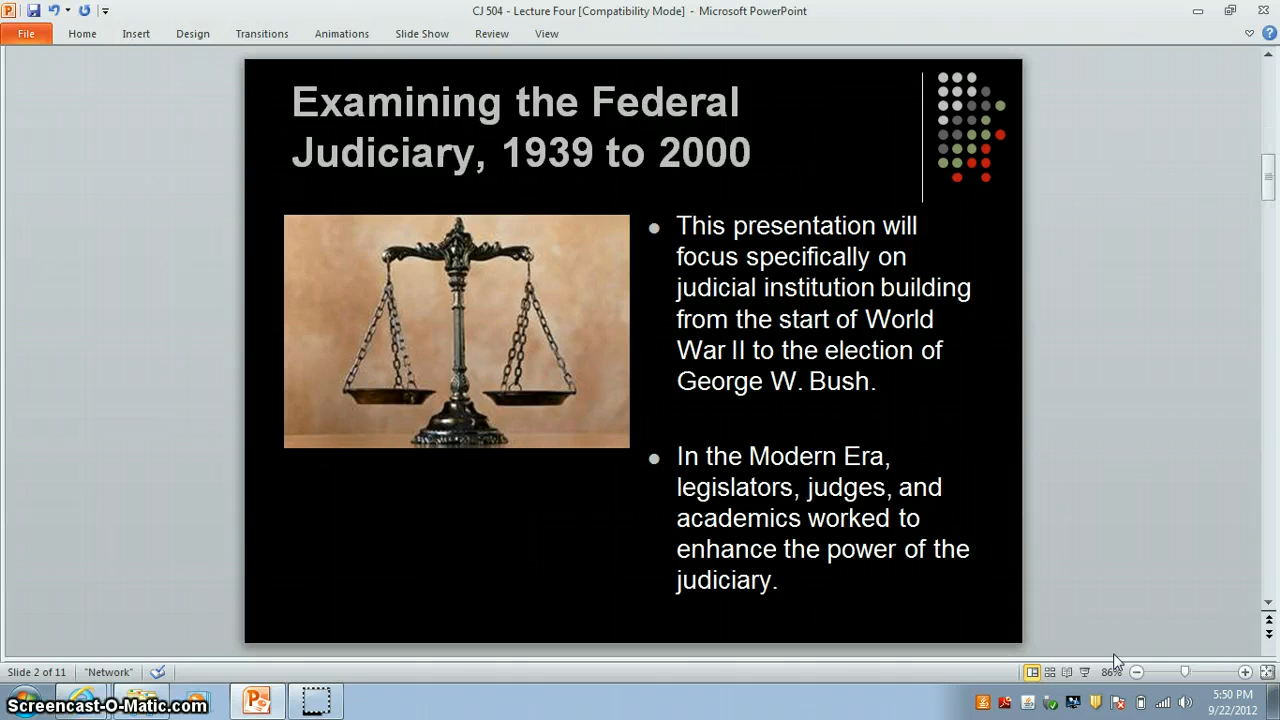 CJ 504 - Lecture Four [Compatibility Mode] - Microsoft PowerPoint
File Home Insert Design Transitions Animations Slide Show Review View
Examining the Federal
Judiciary, 1939 to 2000
This presentation will
focus specifically on
judicial institution building
from the start of World
War II to the election of
George W. Bush.
In the Modern Era,
legislators, judges, and
academics worked to
enhance the power of the
judiciary.
Slide 2 of 11 "Network" 86%
Screencast-O-Matic.com
5:50 PM
9/22/2012